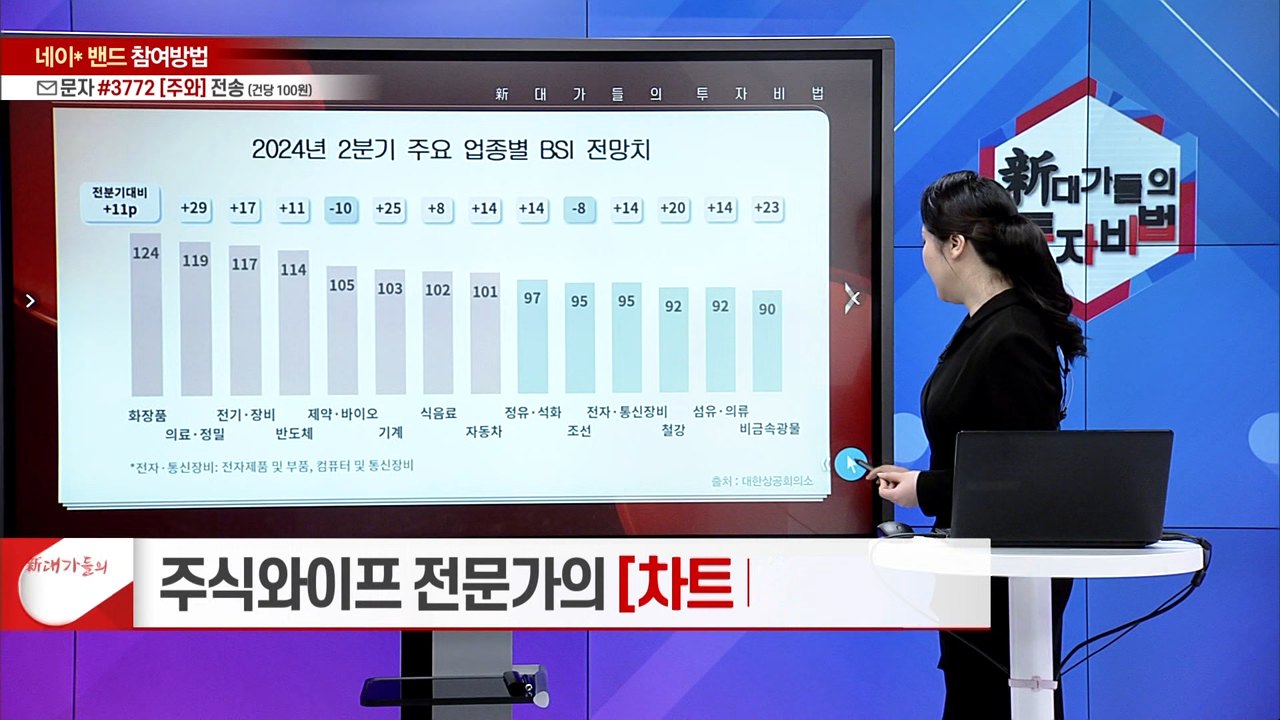 네이* 밴드 참여방법
문자 #3772 [주와] 전송 (건당 100원)
新대가들의 투자비법
2024년 2분기 주요 업종별 BSI 전망치
전분기대비
+11p +29 +17 +11 -10 +25 +8 +14 +14 -8 +14 +20 +14 +23
124 119 117 114 105 103 102 101 97 95 95 92 92 90
화장품 전기·장비 제약·바이오 식음료 정유·석화 전자·통신장비 섬유·의류
의료·정밀 반도체 기계 자동차 조선 철강 비금속광물
*전자·통신장비: 전자제품 및 부품, 컴퓨터 및 통신장비
출처 : 대한상공회의소
新대가들의
투자비법
新대가들의
주식와이프 전문가의 [차트